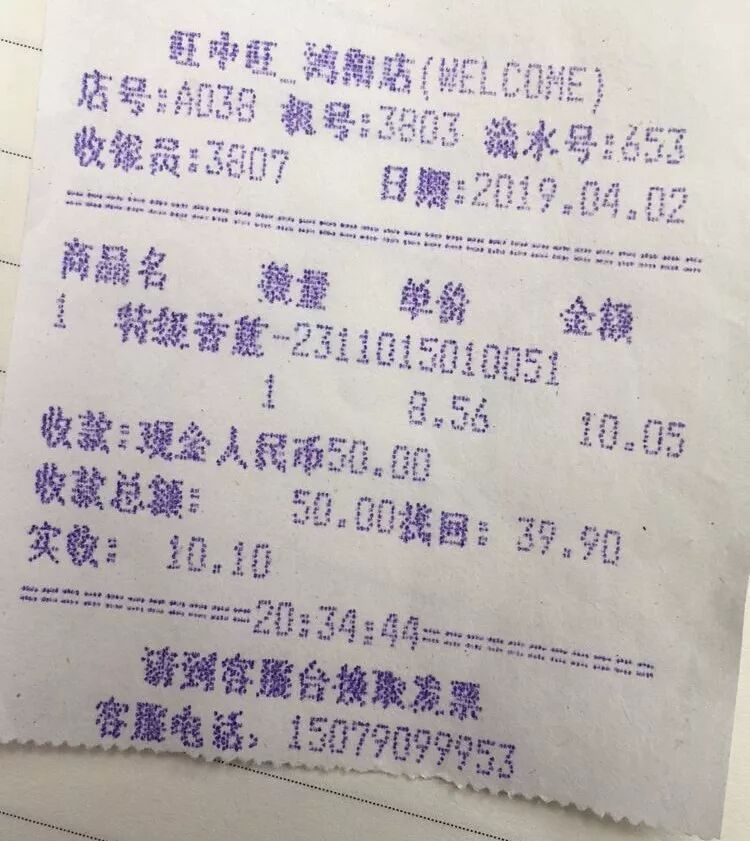 旺中旺_鸿阳店(WELCOME)
店号:A038 机号:3803 流水号:653
收银员:3807 日期:2019.04.02
商品名 数量 单价 金额
1 特级香蕉-2311015010051
1 8.56 10.05
收款:现金人民币50.00
收款总额: 50.00找回: 39.90
实收: 10.10
20:34:44
请到客服台换取发票
客服电话, 15079099953